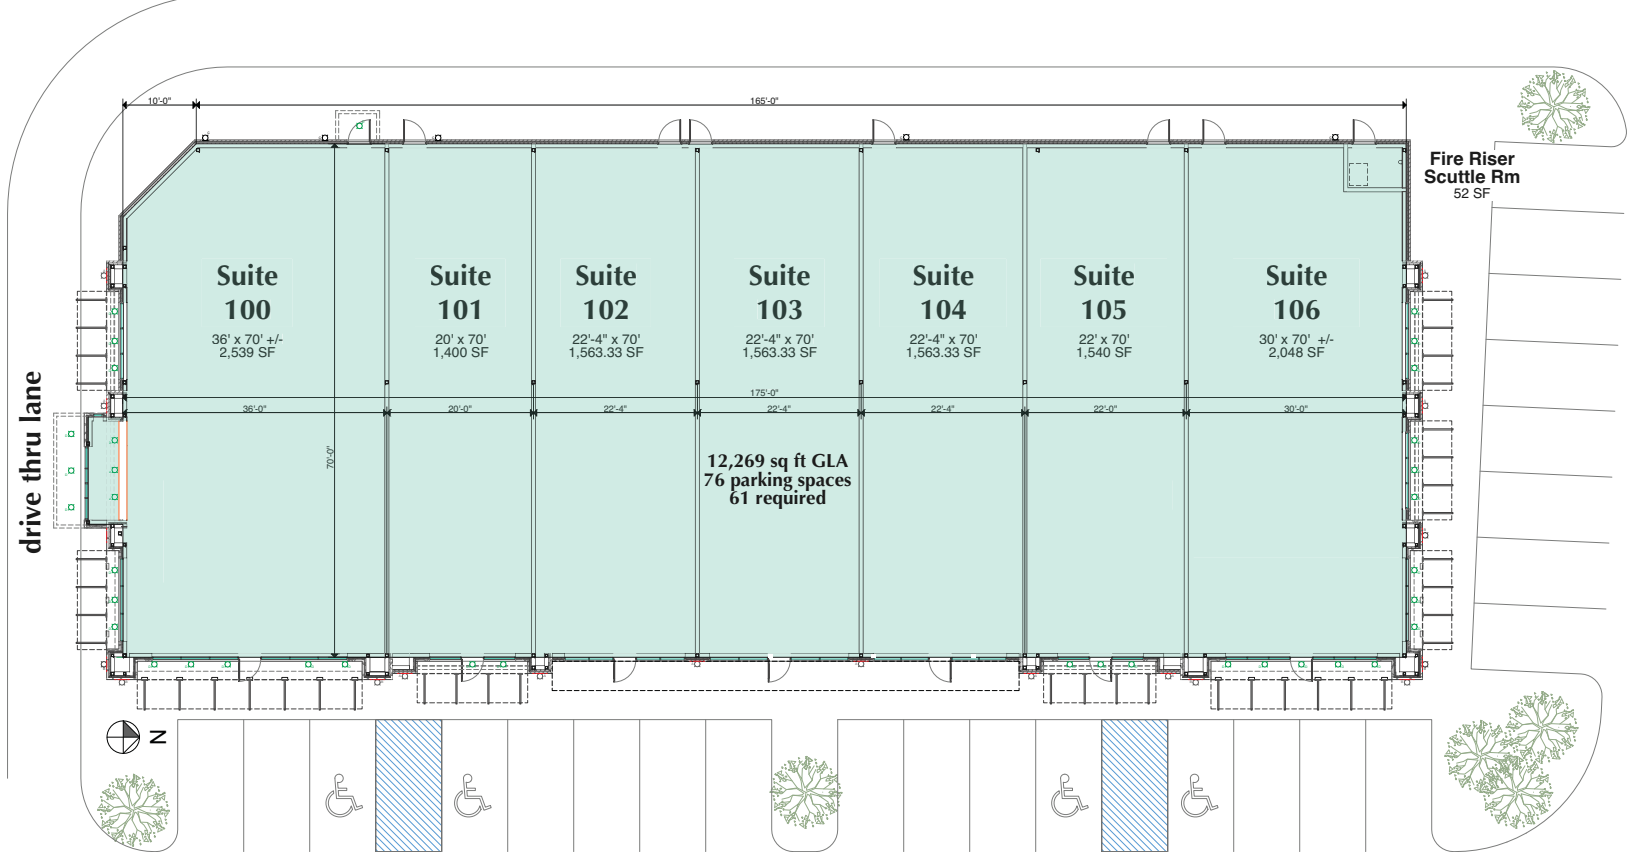 10'-0"
165'-0"
Fire Riser
Scuttle Rm
52 SF
Suite
100
36' x 70' +/-
2,539 SF
Suite
101
20' x 70'
1,400 SF
Suite
102
22'-4" x 70'
1,563.33 SF
Suite
103
22'-4" x 70'
1,563.33 SF
Suite
104
22'-4" x 70'
1,563.33 SF
Suite
105
22' x 70'
1,540 SF
Suite
106
30' x 70' +/-
2,048 SF
175'-0"
36'-0"
20'-0"
22'-4"
22'-4"
22'-4"
22'-0"
30'-0"
70'-0"
drive thru lane
12,269 sq ft GLA
76 parking spaces
61 required
N